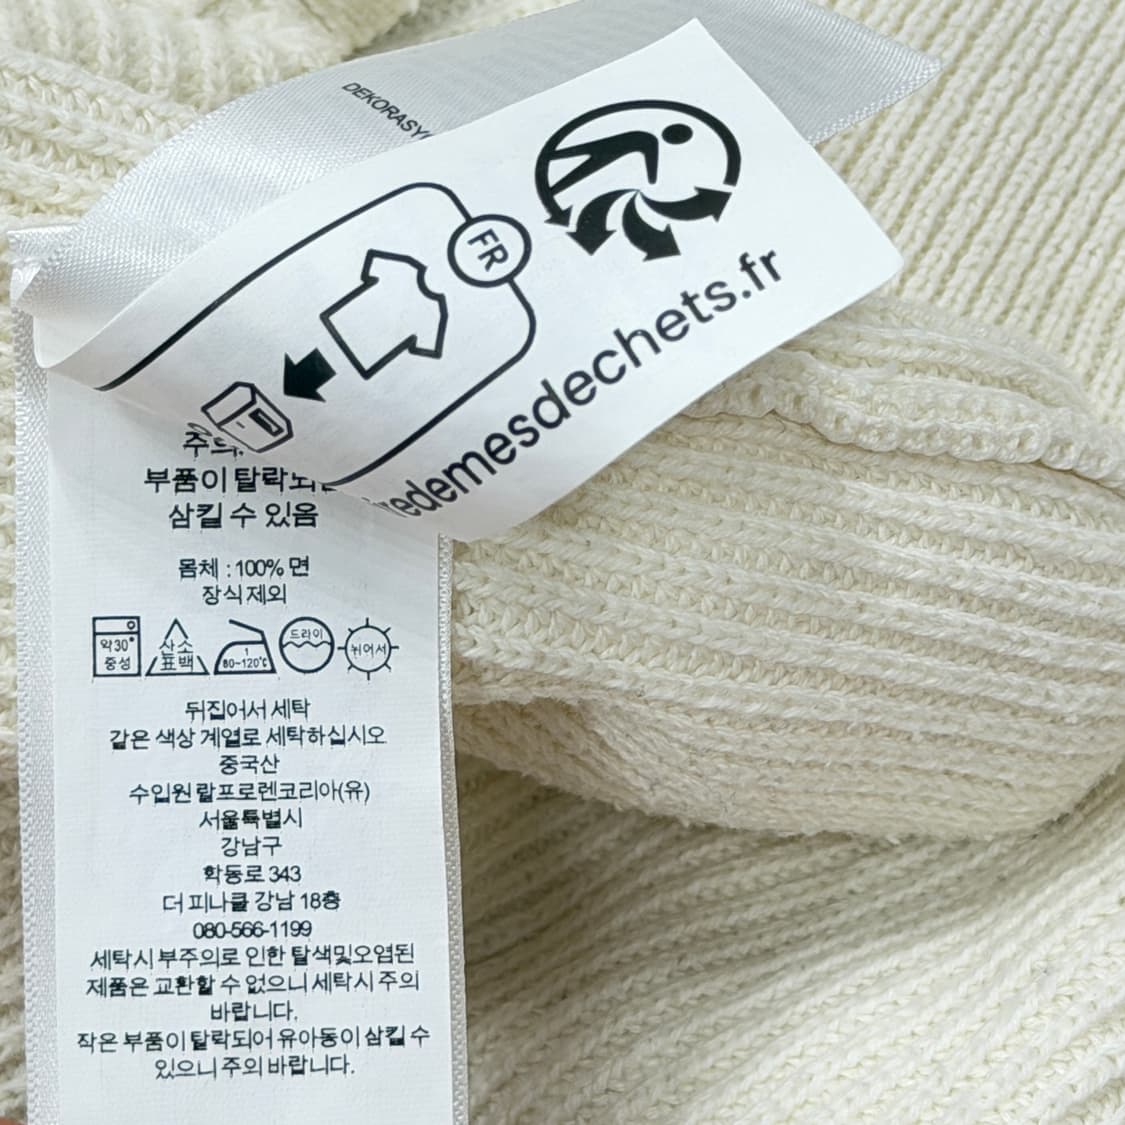 FR
부품이 탈락되
삼킬 수 있음
몸체 : 100% 면
장식 제외
약30°
중성
산소
표백
1
80~120℃
드라이
뉘어서
뒤집어서 세탁
같은 색상 계열로 세탁하십시오
중국산
수입원 랄프로렌코리아(유)
서울특별시
강남구
학동로 343
더 피나클 강남 18층
080-566-1199
세탁시 부주의로 인한 탈색및오염된
제품은 교환할 수 없으니 세탁시 주의
바랍니다.
작은 부품이 탈락되어 유아동이 삼킬 수
있으니 주의 바랍니다.